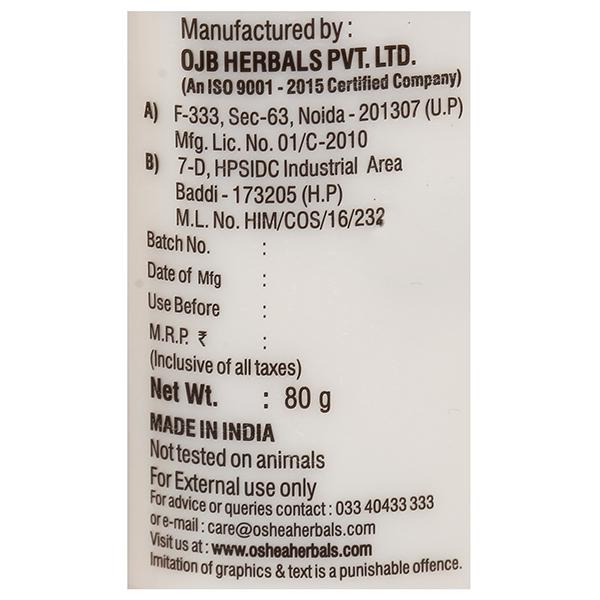 Manufactured by :
OJB HERBALS PVT. LTD.
(An ISO 9001 - 2015 Certified Company)
A) F-333, Sec-63, Noida - 201307 (U.P)
Mfg. Lic. No. 01/C-2010
B) 7-D, HPSIDC Industrial Area
Baddi - 173205 (H.P)
M.L. No. HIM/COS/16/232
Batch No. :
Date of Mfg :
Use Before :
M.R.P. ₹ :
(Inclusive of all taxes)
Net Wt. : 80 g
MADE IN INDIA
Not tested on animals
For External use only
For advice or queries contact : 033 40433 333
or e-mail : care@osheaherbals.com
Visit us at : www.osheaherbals.com
Imitation of graphics & text is a punishable offence.